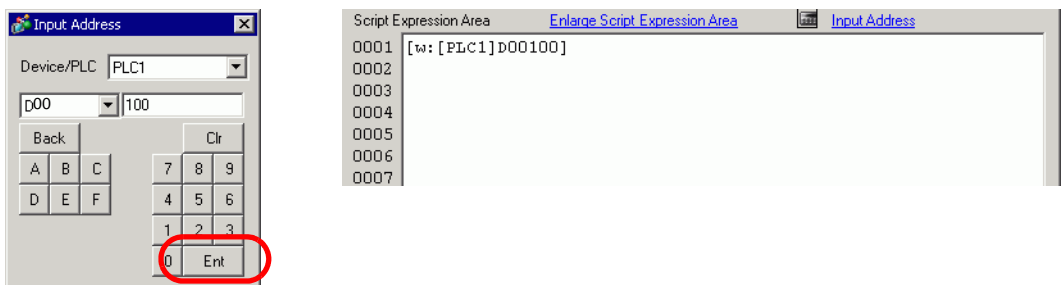 Input Address
Device/PLC PLC1
D00 100
Back Clr
A B C 7 8 9
D E F 4 5 6
1 2 3
0 Ent
Script Expression Area Enlarge Script Expression Area Input Address
0001 [w:[PLC1]D00100]
0002
0003
0004
0005
0006
0007